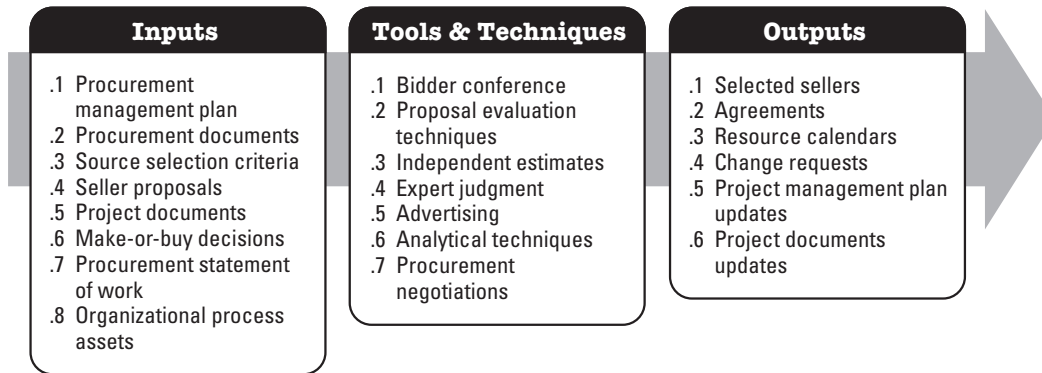 Inputs
.1 Procurement
management plan
.2 Procurement documents
.3 Source selection criteria
.4 Seller proposals
.5 Project documents
.6 Make-or-buy decisions
.7 Procurement statement
of work
.8 Organizational process
assets
Tools & Techniques
.1 Bidder conference
.2 Proposal evaluation
techniques
.3 Independent estimates
.4 Expert judgment
.5 Advertising
.6 Analytical techniques
.7 Procurement
negotiations
Outputs
.1 Selected sellers
.2 Agreements
.3 Resource calendars
.4 Change requests
.5 Project management plan
updates
.6 Project documents
updates